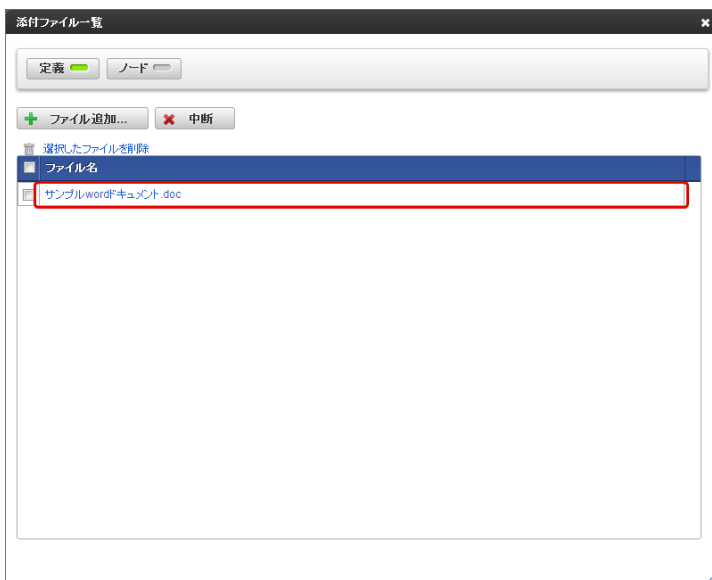 添付ファイル一覧
定義 ノード
ファイル追加... 中断
選択したファイルを削除
ファイル名
サンプルwordドキュメント.doc